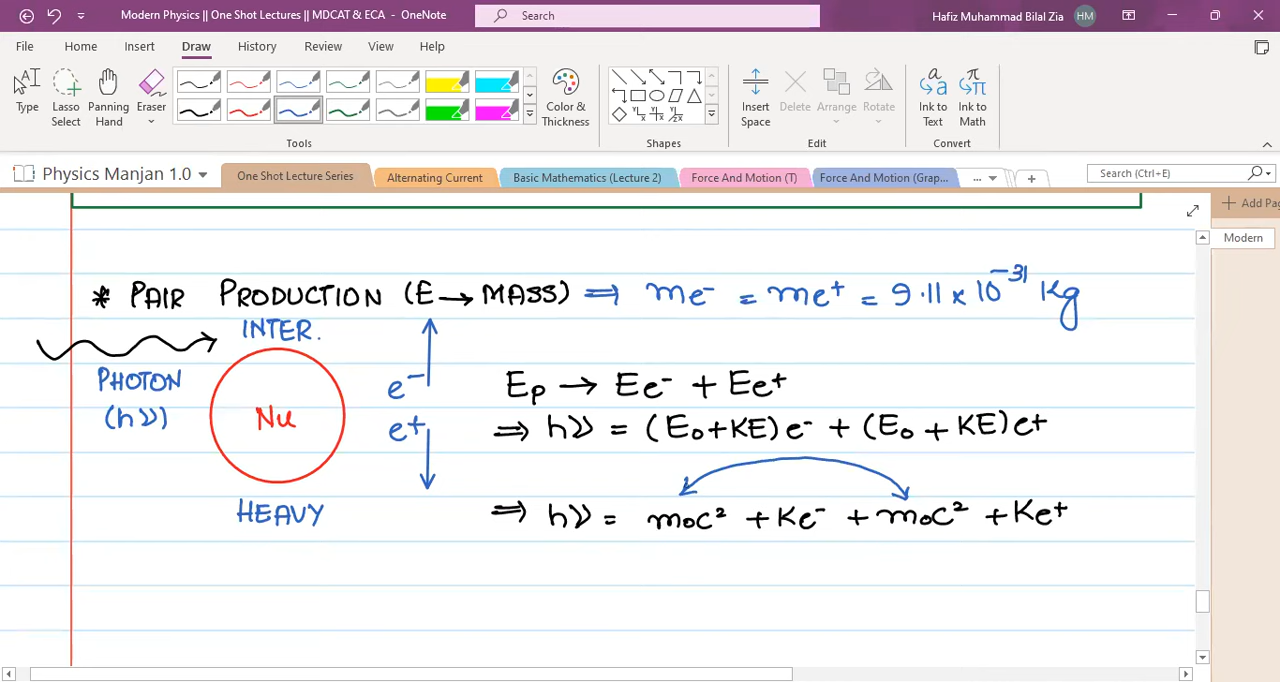 Modern Physics || One Shot Lectures || MDCAT & ECA - OneNote
Search
Hafiz Muhammad Bilal Zia HM
File Home Insert Draw History Review View Help
Type Lasso Select Panning Hand Eraser
Color & Thickness
Insert Space Delete Arrange Rotate
Ink to Text Ink to Math
Tools Shapes Edit Convert
Physics Manjan 1.0
One Shot Lecture Series Alternating Current Basic Mathematics (Lecture 2) Force And Motion (T) Force And Motion (Grap... ...
Search (Ctrl+E)
Add Pag
Modern
* PAIR PRODUCTION (E → MASS) ⇒ me⁻ = me⁺ = 9.11 × 10⁻³¹ Kg
INTER.
PHOTON
(hν)
Nu
HEAVY
e⁻
e⁺
Ep → Ee⁻ + Ee⁺
⇒ hν = (E₀+KE)e⁻ + (E₀ + KE)e⁺
⇒ hν = m₀c² + Ke⁻ + m₀c² + Ke⁺